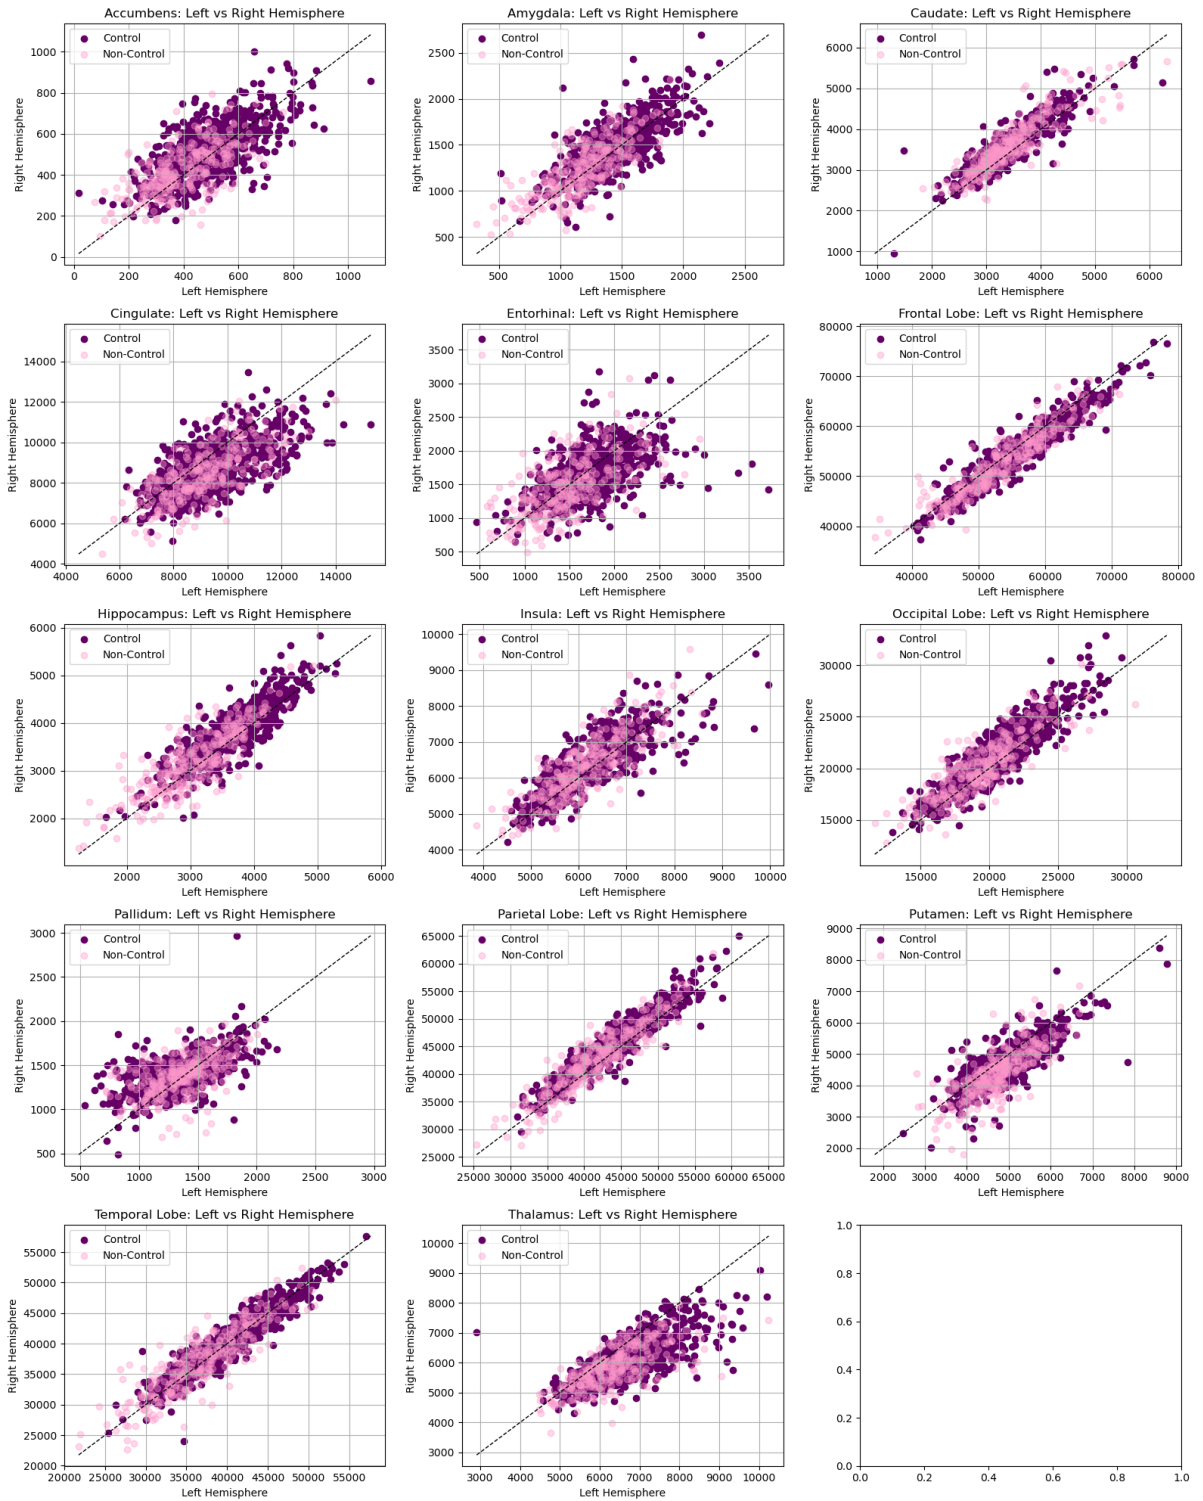 Accumbens: Left vs Right Hemisphere
Control
Non-Control
Right Hemisphere
1000
800
600
400
200
0
0 200 400 600 800 1000
Left Hemisphere
Amygdala: Left vs Right Hemisphere
Control
Non-Control
Right Hemisphere
2500
2000
1500
1000
500
500 1000 1500 2000 2500
Left Hemisphere
Caudate: Left vs Right Hemisphere
Control
Non-Control
Right Hemisphere
6000
5000
4000
3000
2000
1000
1000 2000 3000 4000 5000 6000
Left Hemisphere
Cingulate: Left vs Right Hemisphere
Control
Non-Control
Right Hemisphere
14000
12000
10000
8000
6000
4000
4000 6000 8000 10000 12000 14000
Left Hemisphere
Entorhinal: Left vs Right Hemisphere
Control
Non-Control
Right Hemisphere
3500
3000
2500
2000
1500
1000
500
500 1000 1500 2000 2500 3000 3500
Left Hemisphere
Frontal Lobe: Left vs Right Hemisphere
Control
Non-Control
Right Hemisphere
80000
70000
60000
50000
40000
40000 50000 60000 70000 80000
Left Hemisphere
Hippocampus: Left vs Right Hemisphere
Control
Non-Control
Right Hemisphere
6000
5000
4000
3000
2000
2000 3000 4000 5000 6000
Left Hemisphere
Insula: Left vs Right Hemisphere
Control
Non-Control
Right Hemisphere
10000
9000
8000
7000
6000
5000
4000
4000 5000 6000 7000 8000 9000 10000
Left Hemisphere
Occipital Lobe: Left vs Right Hemisphere
Control
Non-Control
Right Hemisphere
30000
25000
20000
15000
15000 20000 25000 30000
Left Hemisphere
Pallidum: Left vs Right Hemisphere
Control
Non-Control
Right Hemisphere
3000
2500
2000
1500
1000
500
500 1000 1500 2000 2500 3000
Left Hemisphere
Parietal Lobe: Left vs Right Hemisphere
Control
Non-Control
Right Hemisphere
65000
60000
55000
50000
45000
40000
35000
30000
25000
25000 30000 35000 40000 45000 50000 55000 60000 65000
Left Hemisphere
Putamen: Left vs Right Hemisphere
Control
Non-Control
Right Hemisphere
9000
8000
7000
6000
5000
4000
3000
2000
2000 3000 4000 5000 6000 7000 8000 9000
Left Hemisphere
Temporal Lobe: Left vs Right Hemisphere
Control
Non-Control
Right Hemisphere
55000
50000
45000
40000
35000
30000
25000
20000
20000 25000 30000 35000 40000 45000 50000 55000
Left Hemisphere
Thalamus: Left vs Right Hemisphere
Control
Non-Control
Right Hemisphere
10000
9000
8000
7000
6000
5000
4000
3000
3000 4000 5000 6000 7000 8000 9000 10000
Left Hemisphere
1.0
0.8
0.6
0.4
0.2
0.0
0.0 0.2 0.4 0.6 0.8 1.0